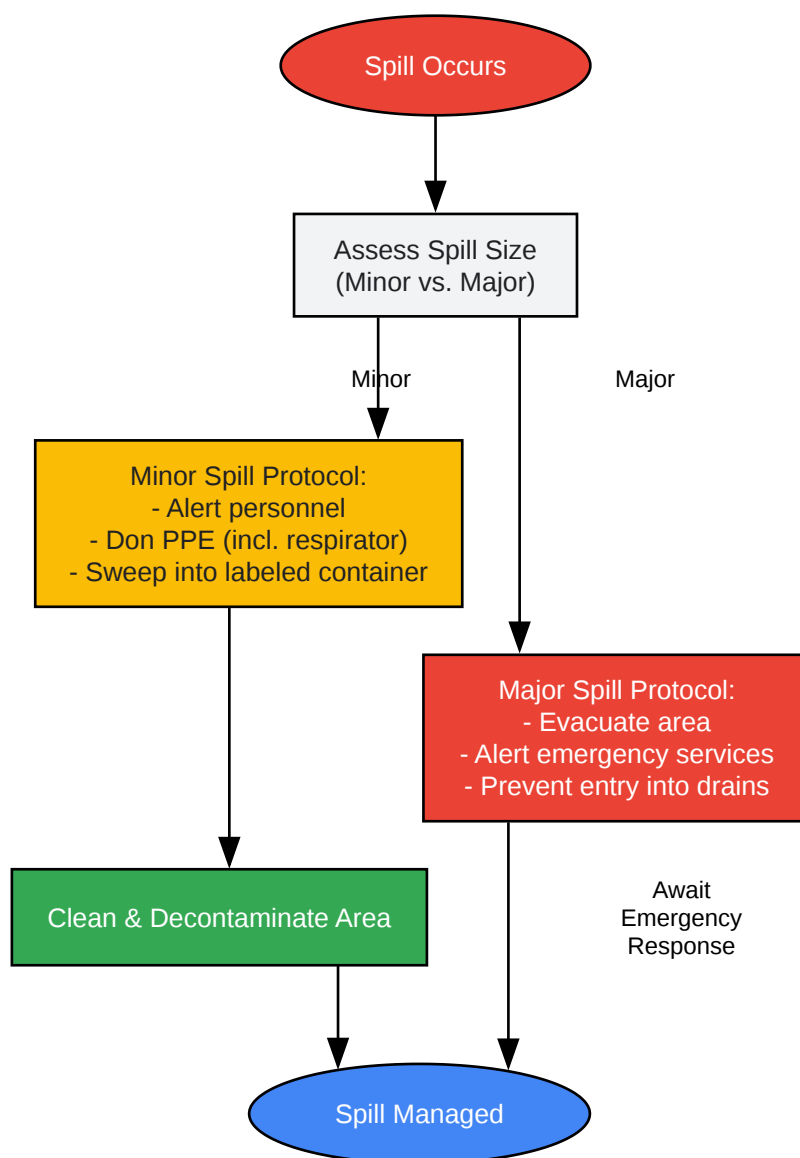 Spill Occurs
Assess Spill Size
(Minor vs. Major)
Minor
Major
Minor Spill Protocol:
- Alert personnel
- Don PPE (incl. respirator)
- Sweep into labeled container
Major Spill Protocol:
- Evacuate area
- Alert emergency services
- Prevent entry into drains
Clean & Decontaminate Area
Await
Emergency
Response
Spill Managed